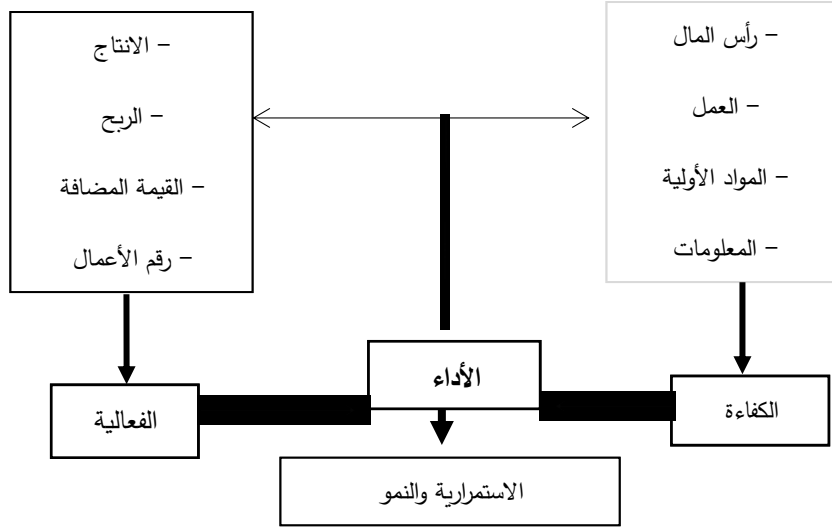 - رأس المال
- العمل
- المواد الأولية
- المعلومات
- الانتاج
- الربح
- القيمة المضافة
- رقم الأعمال
الأداء
الكفاءة
الفعالية
الاستمرارية والنمو